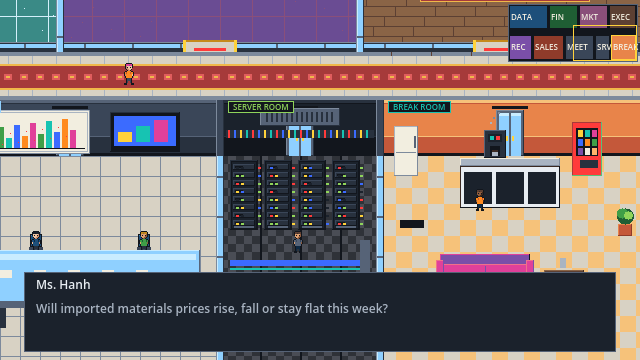 DATA FIN MKT EXEC
REC SALES MEET SRV BREAK
SERVER ROOM BREAK ROOM
Ms. Hanh
Will imported materials prices rise, fall or stay flat this week?